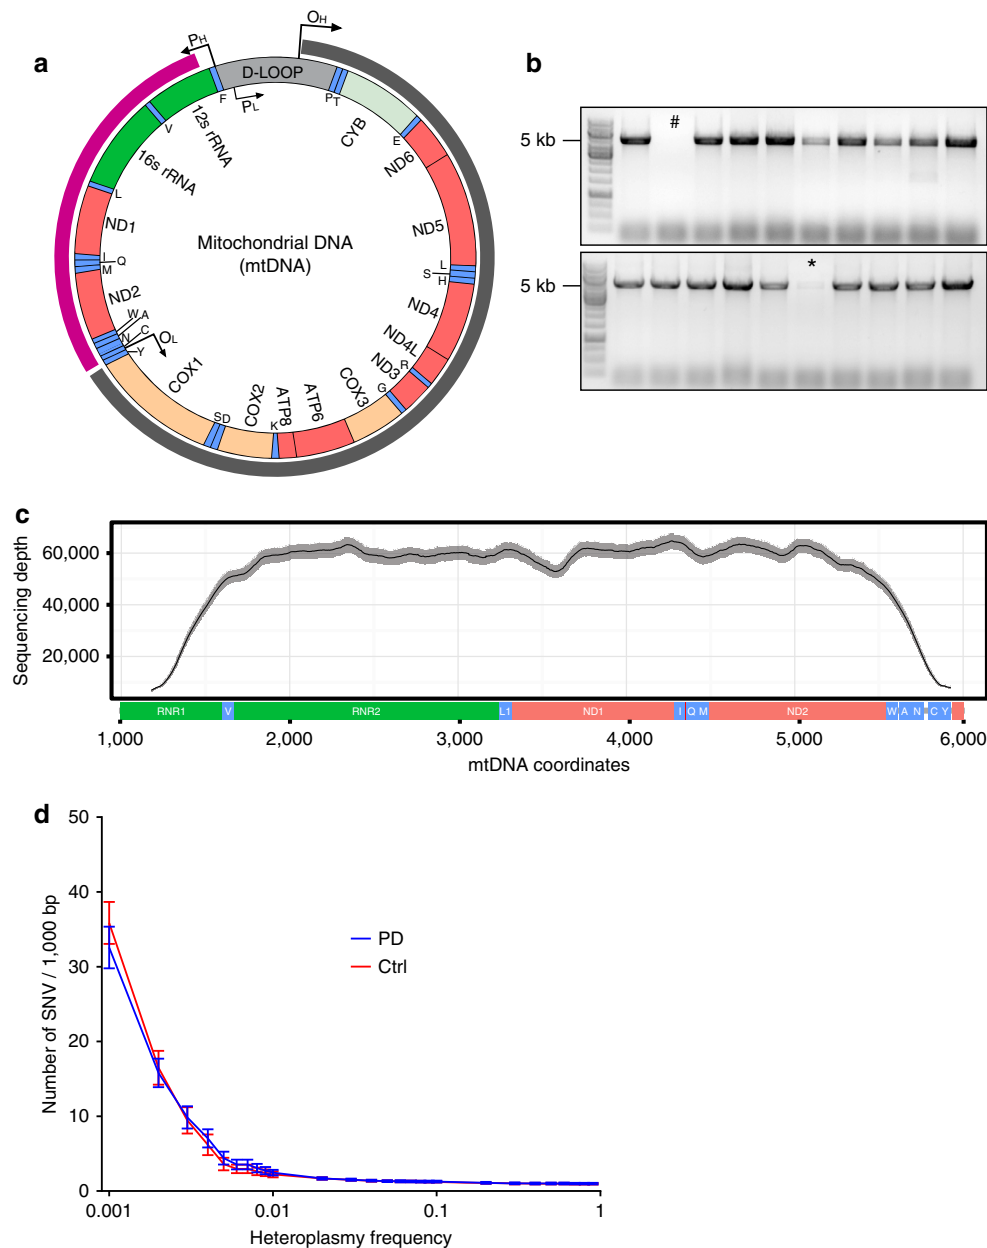 a
OH
PH
D-LOOP
PL
F
P
T
V
12s rRNA
CYB
E
ND6
16s rRNA
L
ND1
ND5
Mitochondrial DNA
(mtDNA)
I
Q
M
L
S
H
ND2
ND4
W
A
N
C
Y
OL
ND4L
R
ND3
G
COX1
COX3
S
D
COX2
K
ATP8
ATP6
b
5 kb
#
5 kb
*
c
Sequencing depth
60,000
40,000
20,000
RNR1 V RNR2 L1 ND1 I Q M ND2 W A N C Y
1,000 2,000 3,000 4,000 5,000 6,000
mtDNA coordinates
d
Number of SNV / 1,000 bp
50
40
30
20
10
0
PD
Ctrl
0.001 0.01 0.1 1
Heteroplasmy frequency